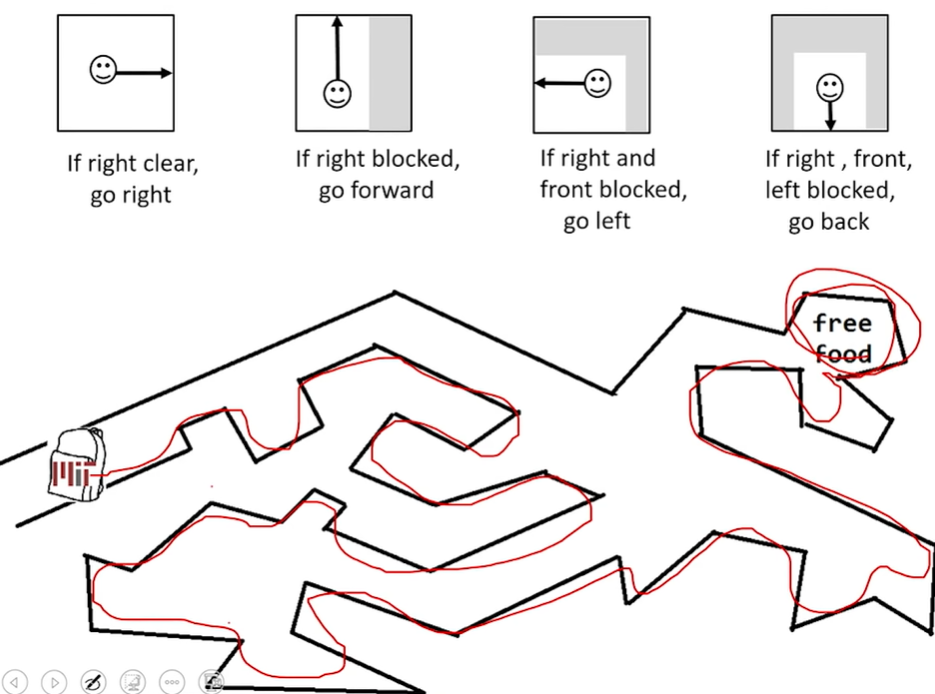 If right clear,
go right
If right blocked,
go forward
If right and
front blocked,
go left
If right , front,
left blocked,
go back
free
food
MiT